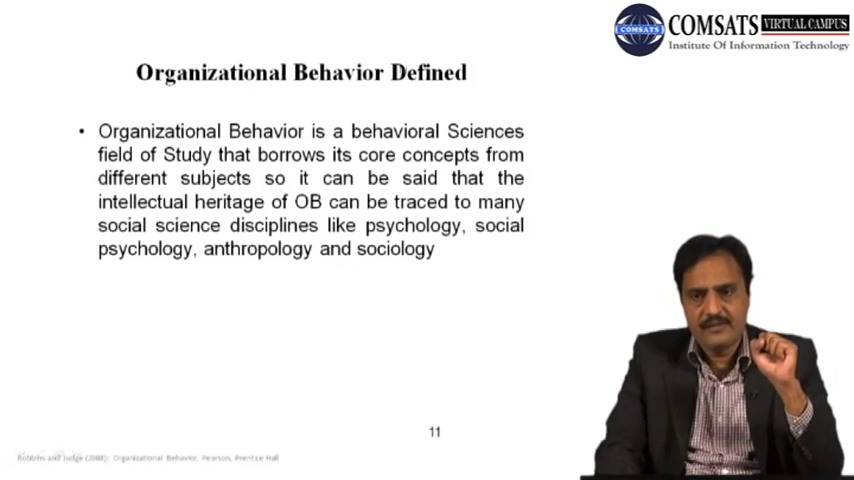 COMSATS VIRTUAL CAMPUS
COMSATS
Institute Of Information Technology
Organizational Behavior Defined
• Organizational Behavior is a behavioral Sciences
field of Study that borrows its core concepts from
different subjects so it can be said that the
intellectual heritage of OB can be traced to many
social science disciplines like psychology, social
psychology, anthropology and sociology
11
Robbins and Judge (2008): Organizational Behavior, Pearson, Prentice Hall